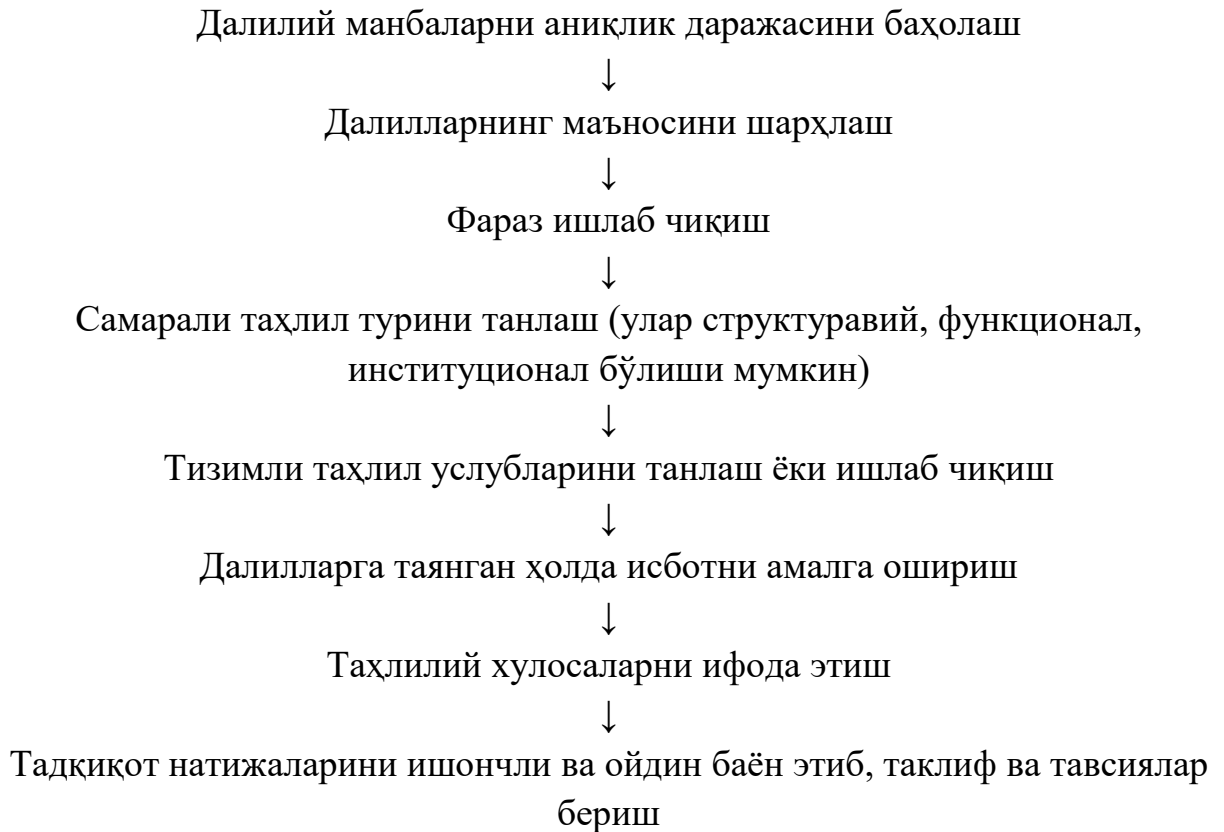 Далилий манбаларни аниқлик даражасини баҳолаш
↓
Далилларнинг маъносини шарҳлаш
↓
Фараз ишлаб чиқиш
↓
Самарали таҳлил турини танлаш (улар структуравий, функционал,
институционал бўлиши мумкин)
↓
Тизимли таҳлил услубларини танлаш ёки ишлаб чиқиш
↓
Далилларга таянган ҳолда исботни амалга ошириш
↓
Таҳлилий хулосаларни ифода этиш
↓
Тадқиқот натижаларини ишончли ва ойдин баён этиб, таклиф ва тавсиялар
бериш